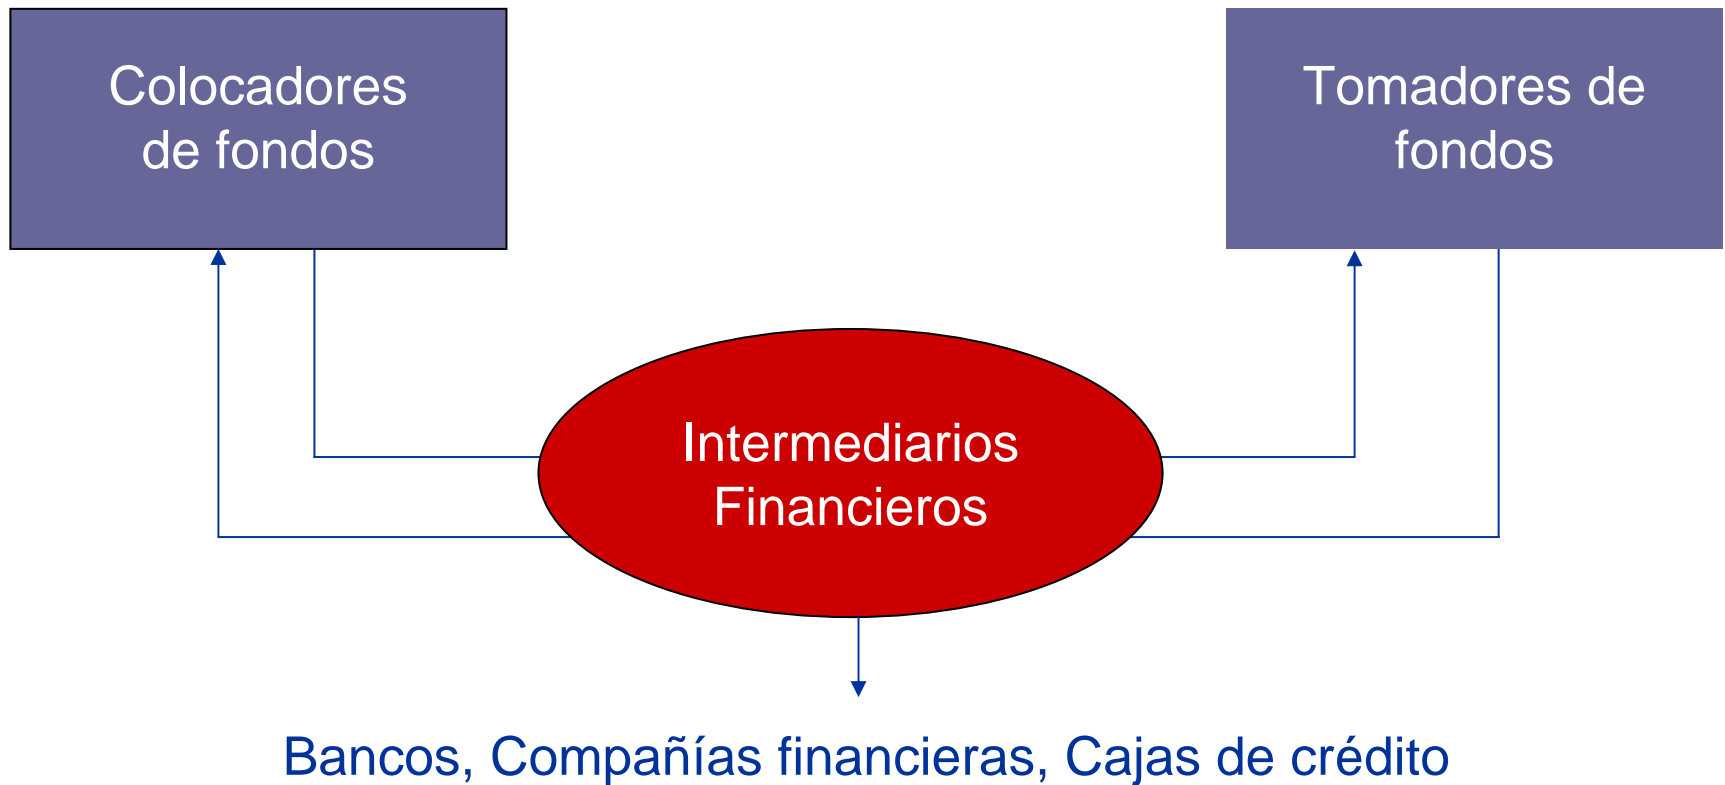 Colocadores
de fondos
Tomadores de
fondos
Intermediarios
Financieros
Bancos, Compañías financieras, Cajas de crédito